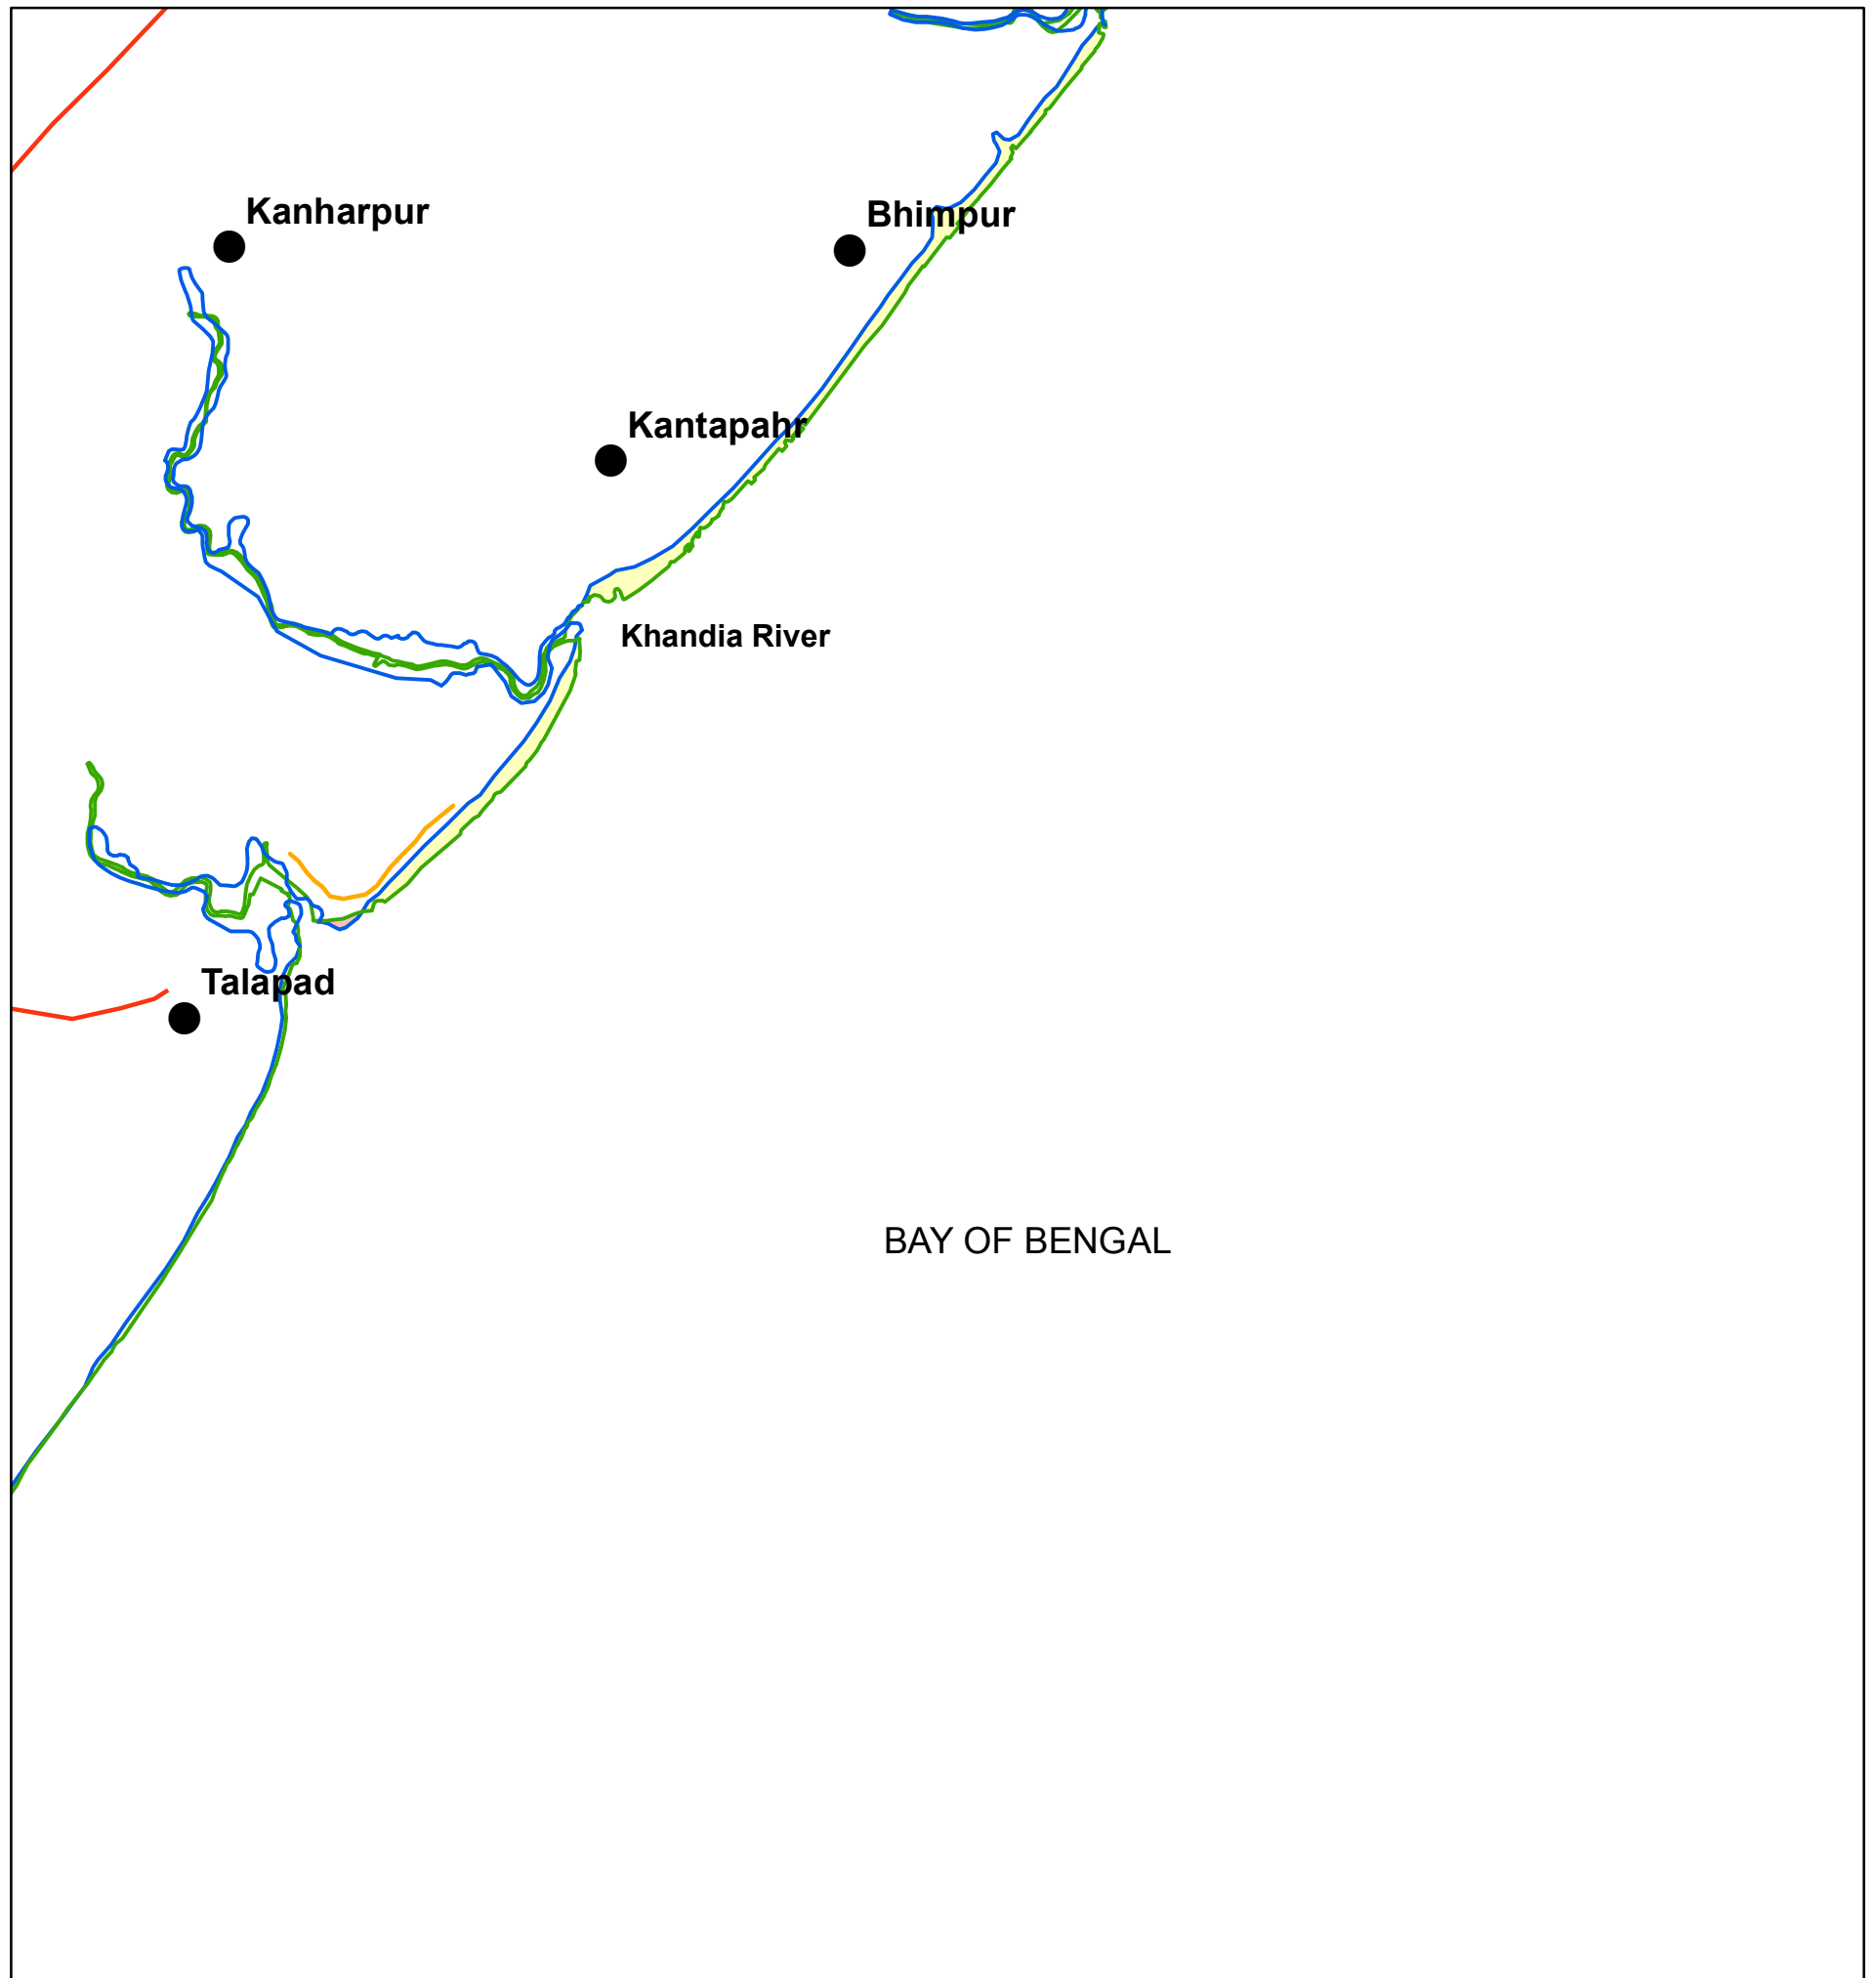 Kanharpur
Bhimpur
Kantapahr
Khandia River
Talapad
BAY OF BENGAL